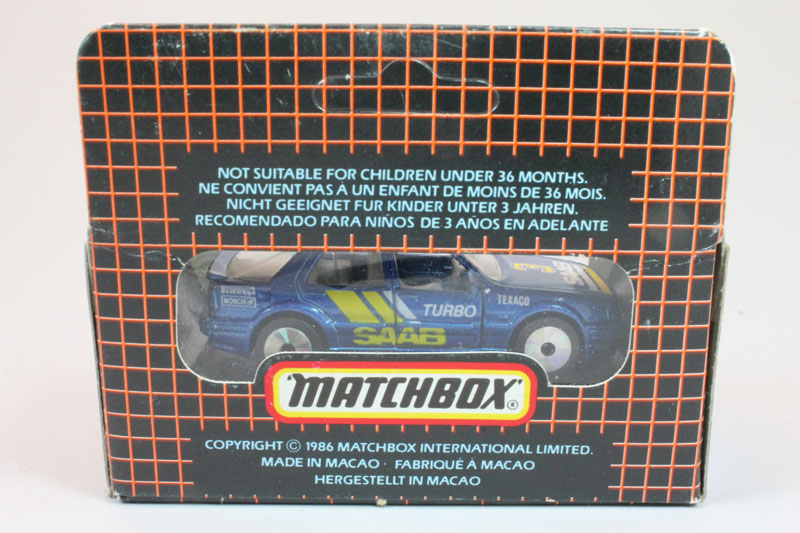 NOT SUITABLE FOR CHILDREN UNDER 36 MONTHS.
NE CONVIENT PAS À UN ENFANT DE MOINS DE 36 MOIS.
NICHT GEEIGNET FUR KINDER UNTER 3 JAHREN.
RECOMENDADO PARA NIÑOS DE 3 AÑOS EN ADELANTE
SAAB
BOSCH
TURBO
TEXACO
SAAB
"MATCHBOX"®
COPYRIGHT © 1986 MATCHBOX INTERNATIONAL LIMITED.
MADE IN MACAO · FABRIQUÉ À MACAO
HERGESTELLT IN MACAO